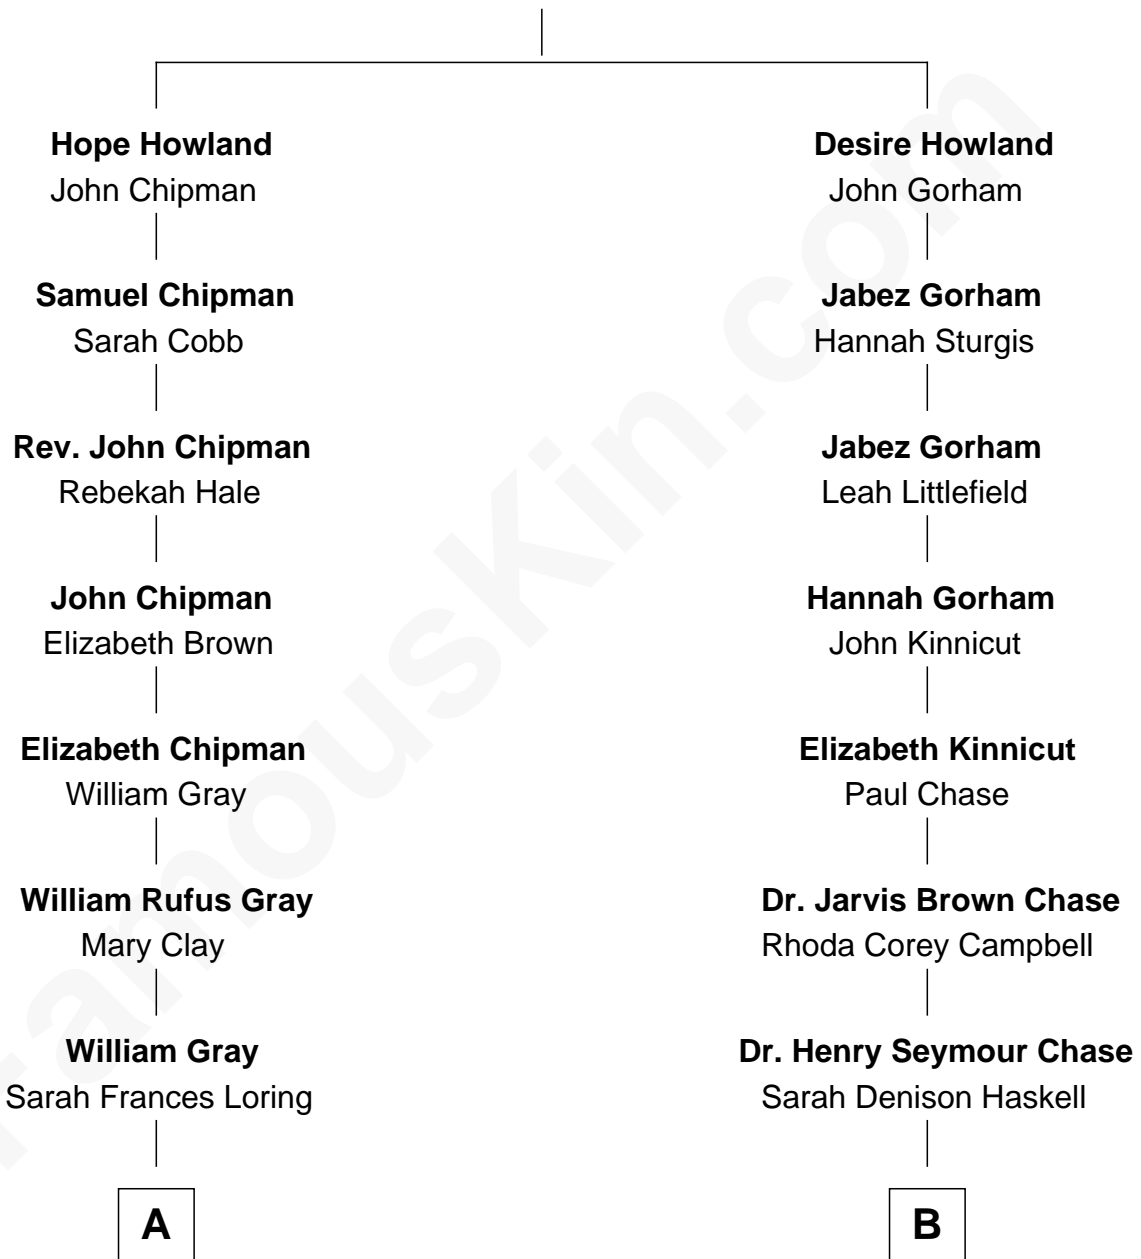 Hope Howland
John Chipman
Samuel Chipman
Sarah Cobb
Rev. John Chipman
Rebekah Hale
John Chipman
Elizabeth Brown
Elizabeth Chipman
William Gray
William Rufus Gray
Mary Clay
William Gray
Sarah Frances Loring
A
Desire Howland
John Gorham
Jabez Gorham
Hannah Sturgis
Jabez Gorham
Leah Littlefield
Hannah Gorham
John Kinnicut
Elizabeth Kinnicut
Paul Chase
Dr. Jarvis Brown Chase
Rhoda Corey Campbell
Dr. Henry Seymour Chase
Sarah Denison Haskell
B
FamousKin.com